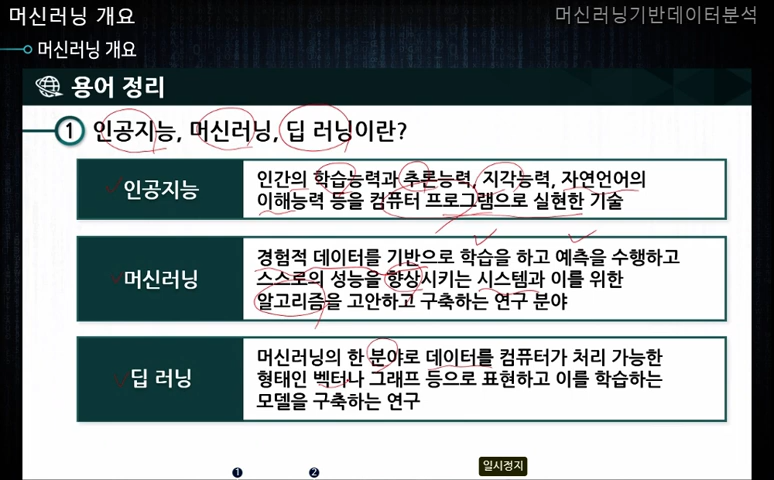 머신러닝 개요
머신러닝기반데이터분석
머신러닝 개요
용어 정리
1 인공지능, 머신러닝, 딥 러닝이란?
인공지능
인간의 학습능력과 추론능력, 지각능력, 자연언어의
이해능력 등을 컴퓨터 프로그램으로 실현한 기술
머신러닝
경험적 데이터를 기반으로 학습을 하고 예측을 수행하고
스스로의 성능을 향상시키는 시스템과 이를 위한
알고리즘을 고안하고 구축하는 연구 분야
딥 러닝
머신러닝의 한 분야로 데이터를 컴퓨터가 처리 가능한
형태인 벡터나 그래프 등으로 표현하고 이를 학습하는
모델을 구축하는 연구
1 2
일시정지